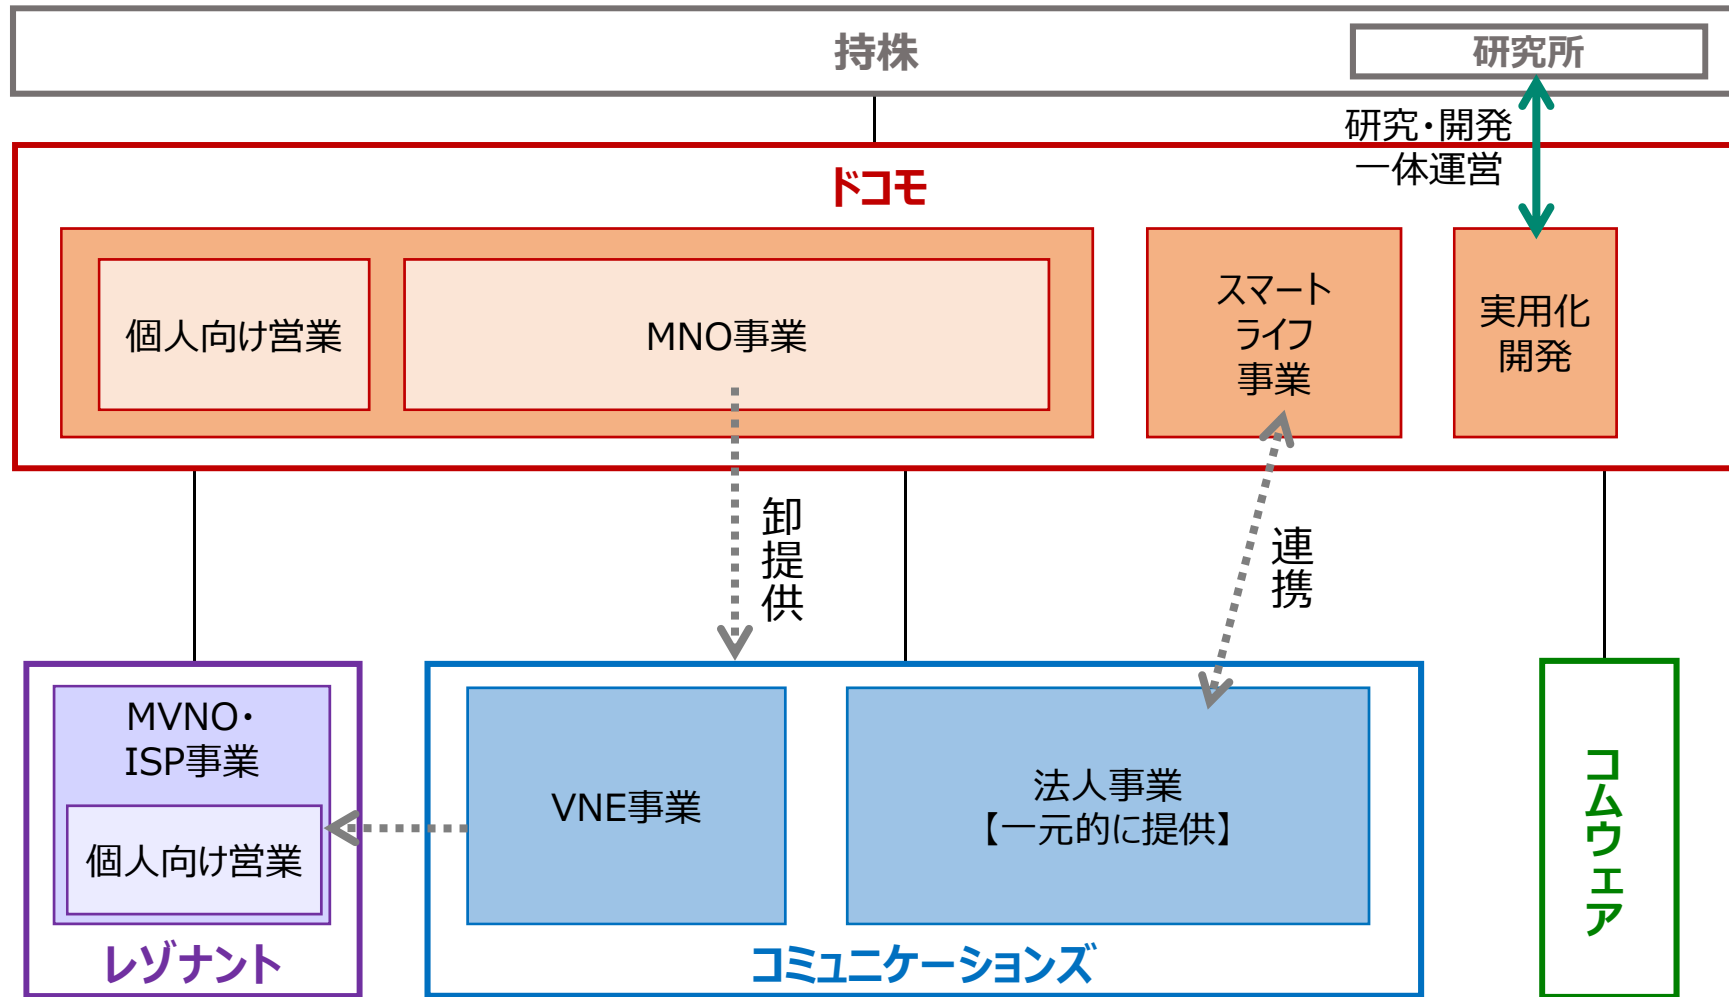 持株
研究所
研究・開発
一体運営
ドコモ
個人向け営業
MNO事業
スマート
ライフ
事業
実用化
開発
卸提供
連携
MVNO・
ISP事業
個人向け営業
レゾナント
VNE事業
法人事業
【一元的に提供】
コミュニケーションズ
コムウェア